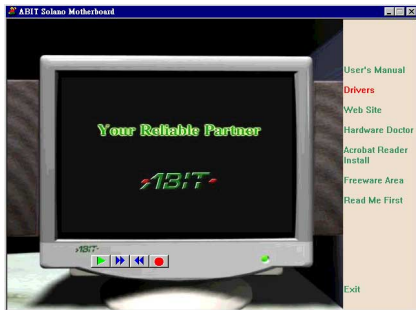 ABIT Solano Motherboard
User's Manual
Drivers
Your Reliable Partner
Web Site
Hardware Doctor
Acrobat Reader
Install
ABIT
Freeware Area
Read Me First
ABIT
Exit